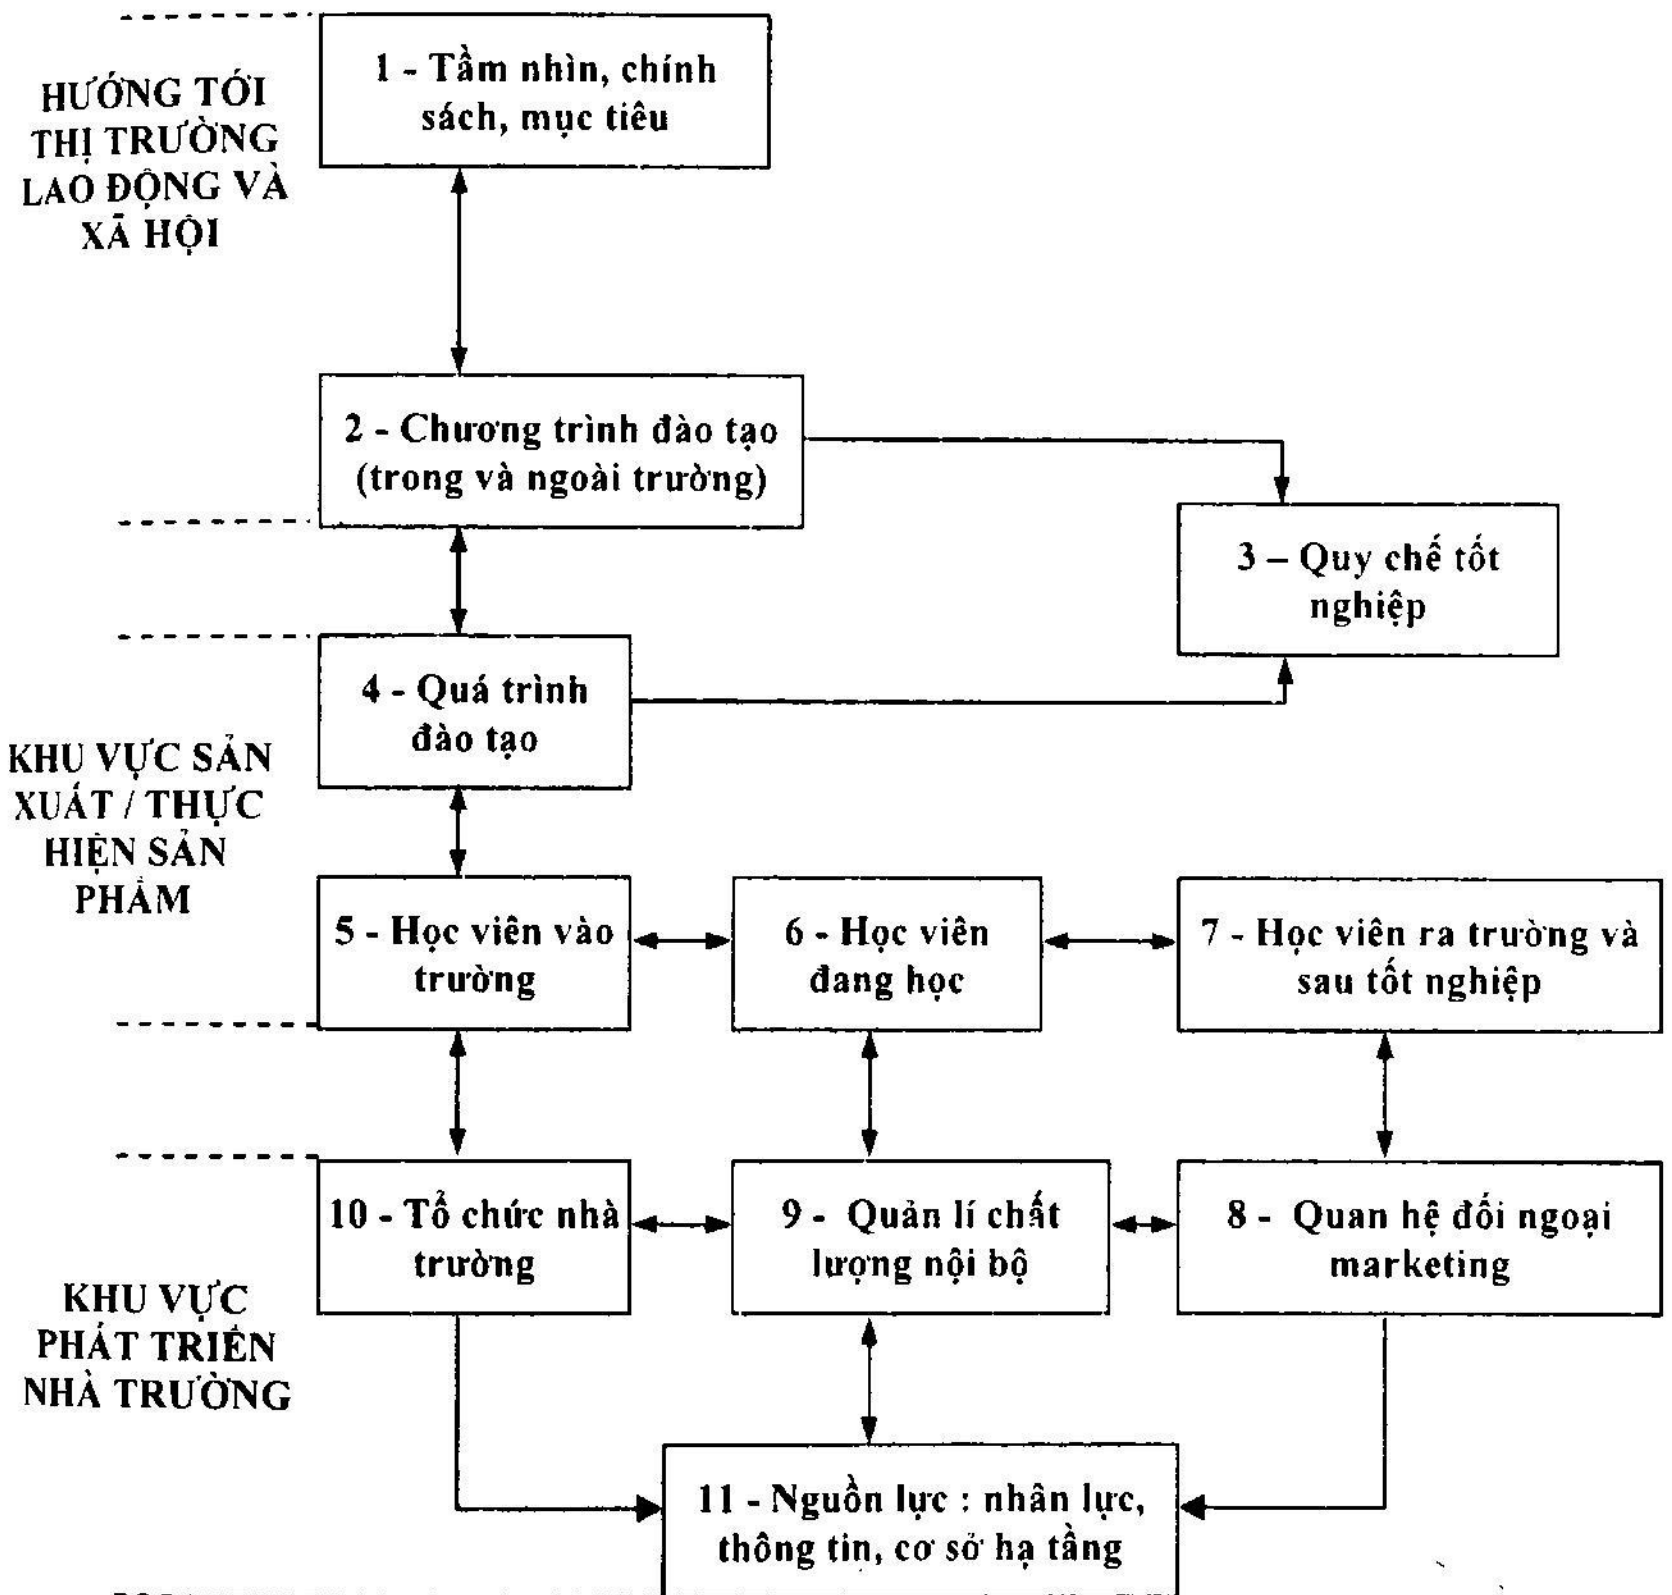 HƯỚNG TỚI
THỊ TRƯỜNG
LAO ĐỘNG VÀ
XÃ HỘI
1 - Tầm nhìn, chính
sách, mục tiêu
2 - Chương trình đào tạo
(trong và ngoài trường)
3 – Quy chế tốt
nghiệp
4 - Quá trình
đào tạo
KHU VỰC SẢN
XUẤT / THỰC
HIỆN SẢN
PHẨM
5 - Học viên vào
trường
6 - Học viên
đang học
7 - Học viên ra trường và
sau tốt nghiệp
10 - Tổ chức nhà
trường
9 - Quản lí chất
lượng nội bộ
8 - Quan hệ đối ngoại
marketing
KHU VỰC
PHÁT TRIỂN
NHÀ TRƯỜNG
11 - Nguồn lực : nhân lực,
thông tin, cơ sở hạ tầng